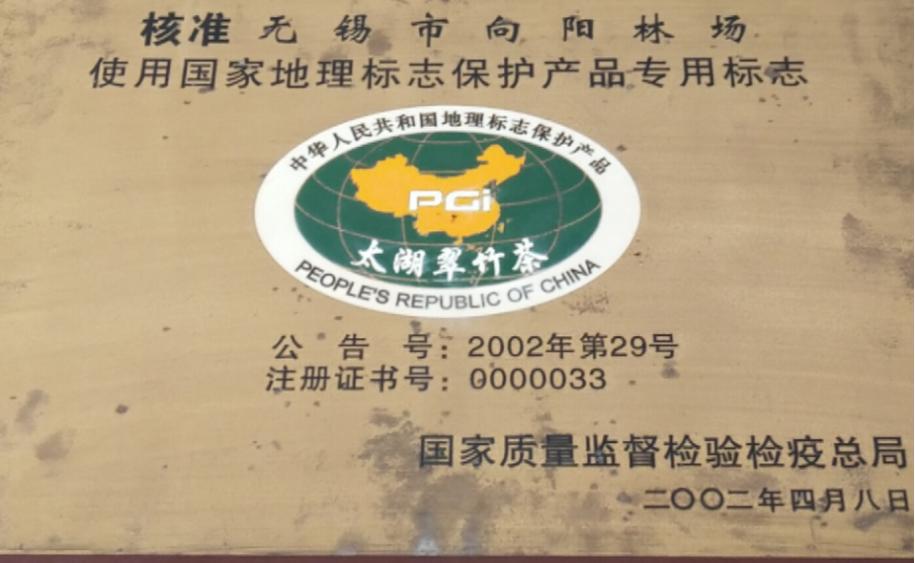 核准 无锡市向阳林场
使用国家地理标志保护产品专用标志
中华人民共和国地理标志保护产品
PGi
太湖翠竹茶
PEOPLE'S REPUBLIC OF CHINA
公告号：2002年第29号
注册证书号：0000033
国家质量监督检验检疫总局
二〇〇二年四月八日